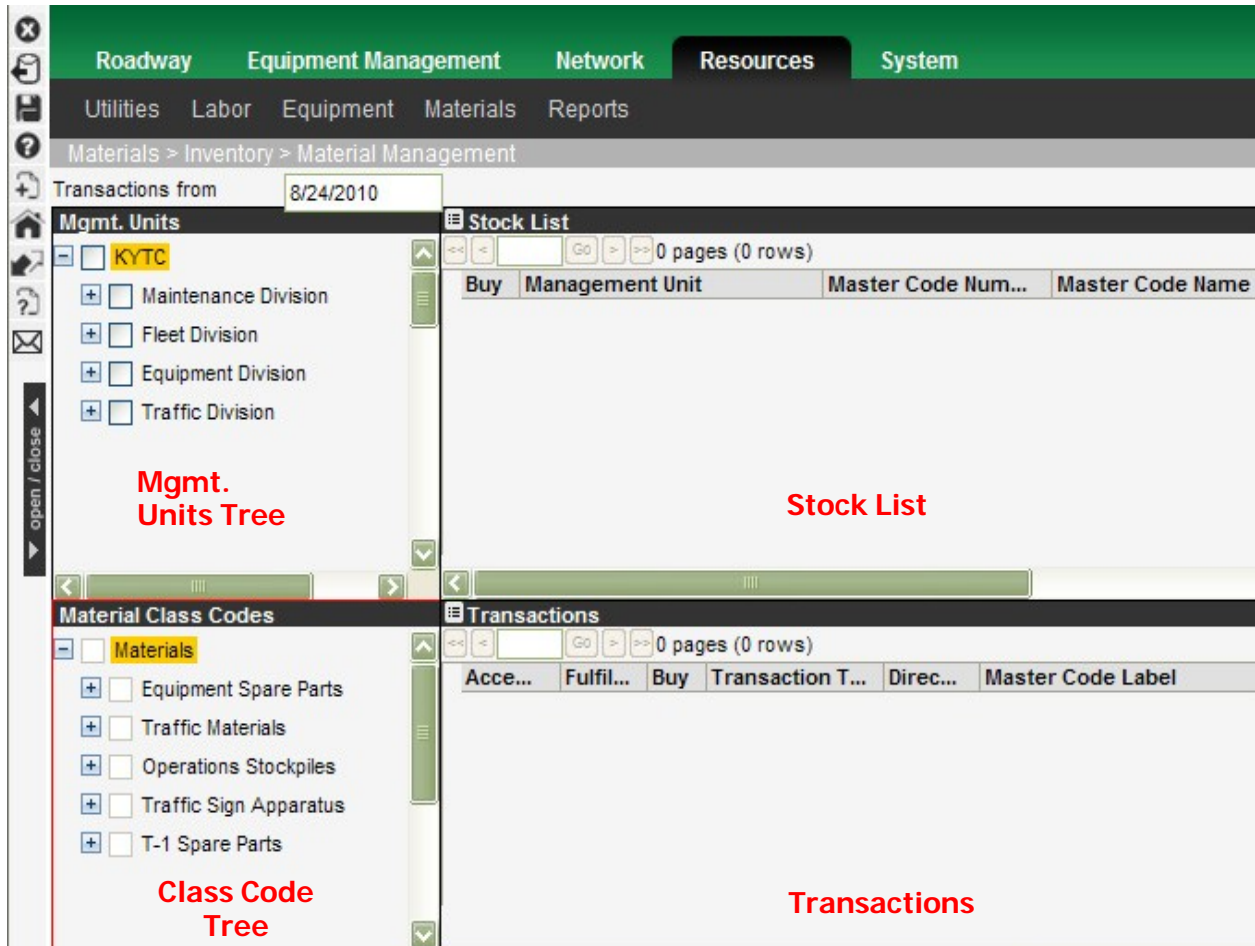 Roadway Equipment Management Network Resources System
Utilities Labor Equipment Materials Reports
Materials > Inventory > Material Management
Transactions from 8/24/2010
Mgmt. Units
KYTC
Maintenance Division
Fleet Division
Equipment Division
Traffic Division
Mgmt.
Units Tree
Stock List
<< < Go > >> 0 pages (0 rows)
Buy Management Unit Master Code Num... Master Code Name
Stock List
open / close
Material Class Codes
Materials
Equipment Spare Parts
Traffic Materials
Operations Stockpiles
Traffic Sign Apparatus
T-1 Spare Parts
Class Code
Tree
Transactions
<< < Go > >> 0 pages (0 rows)
Acce... Fulfil... Buy Transaction T... Direc... Master Code Label
Transactions